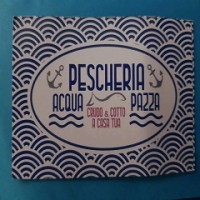 PESCHERIA
ACQUA PAZZA
CRUDO & COTTO
A CASA TUA